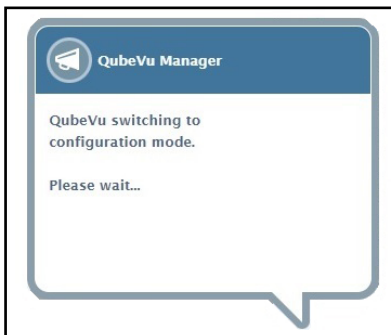 QubeVu Manager
QubeVu switching to
configuration mode.
Please wait...